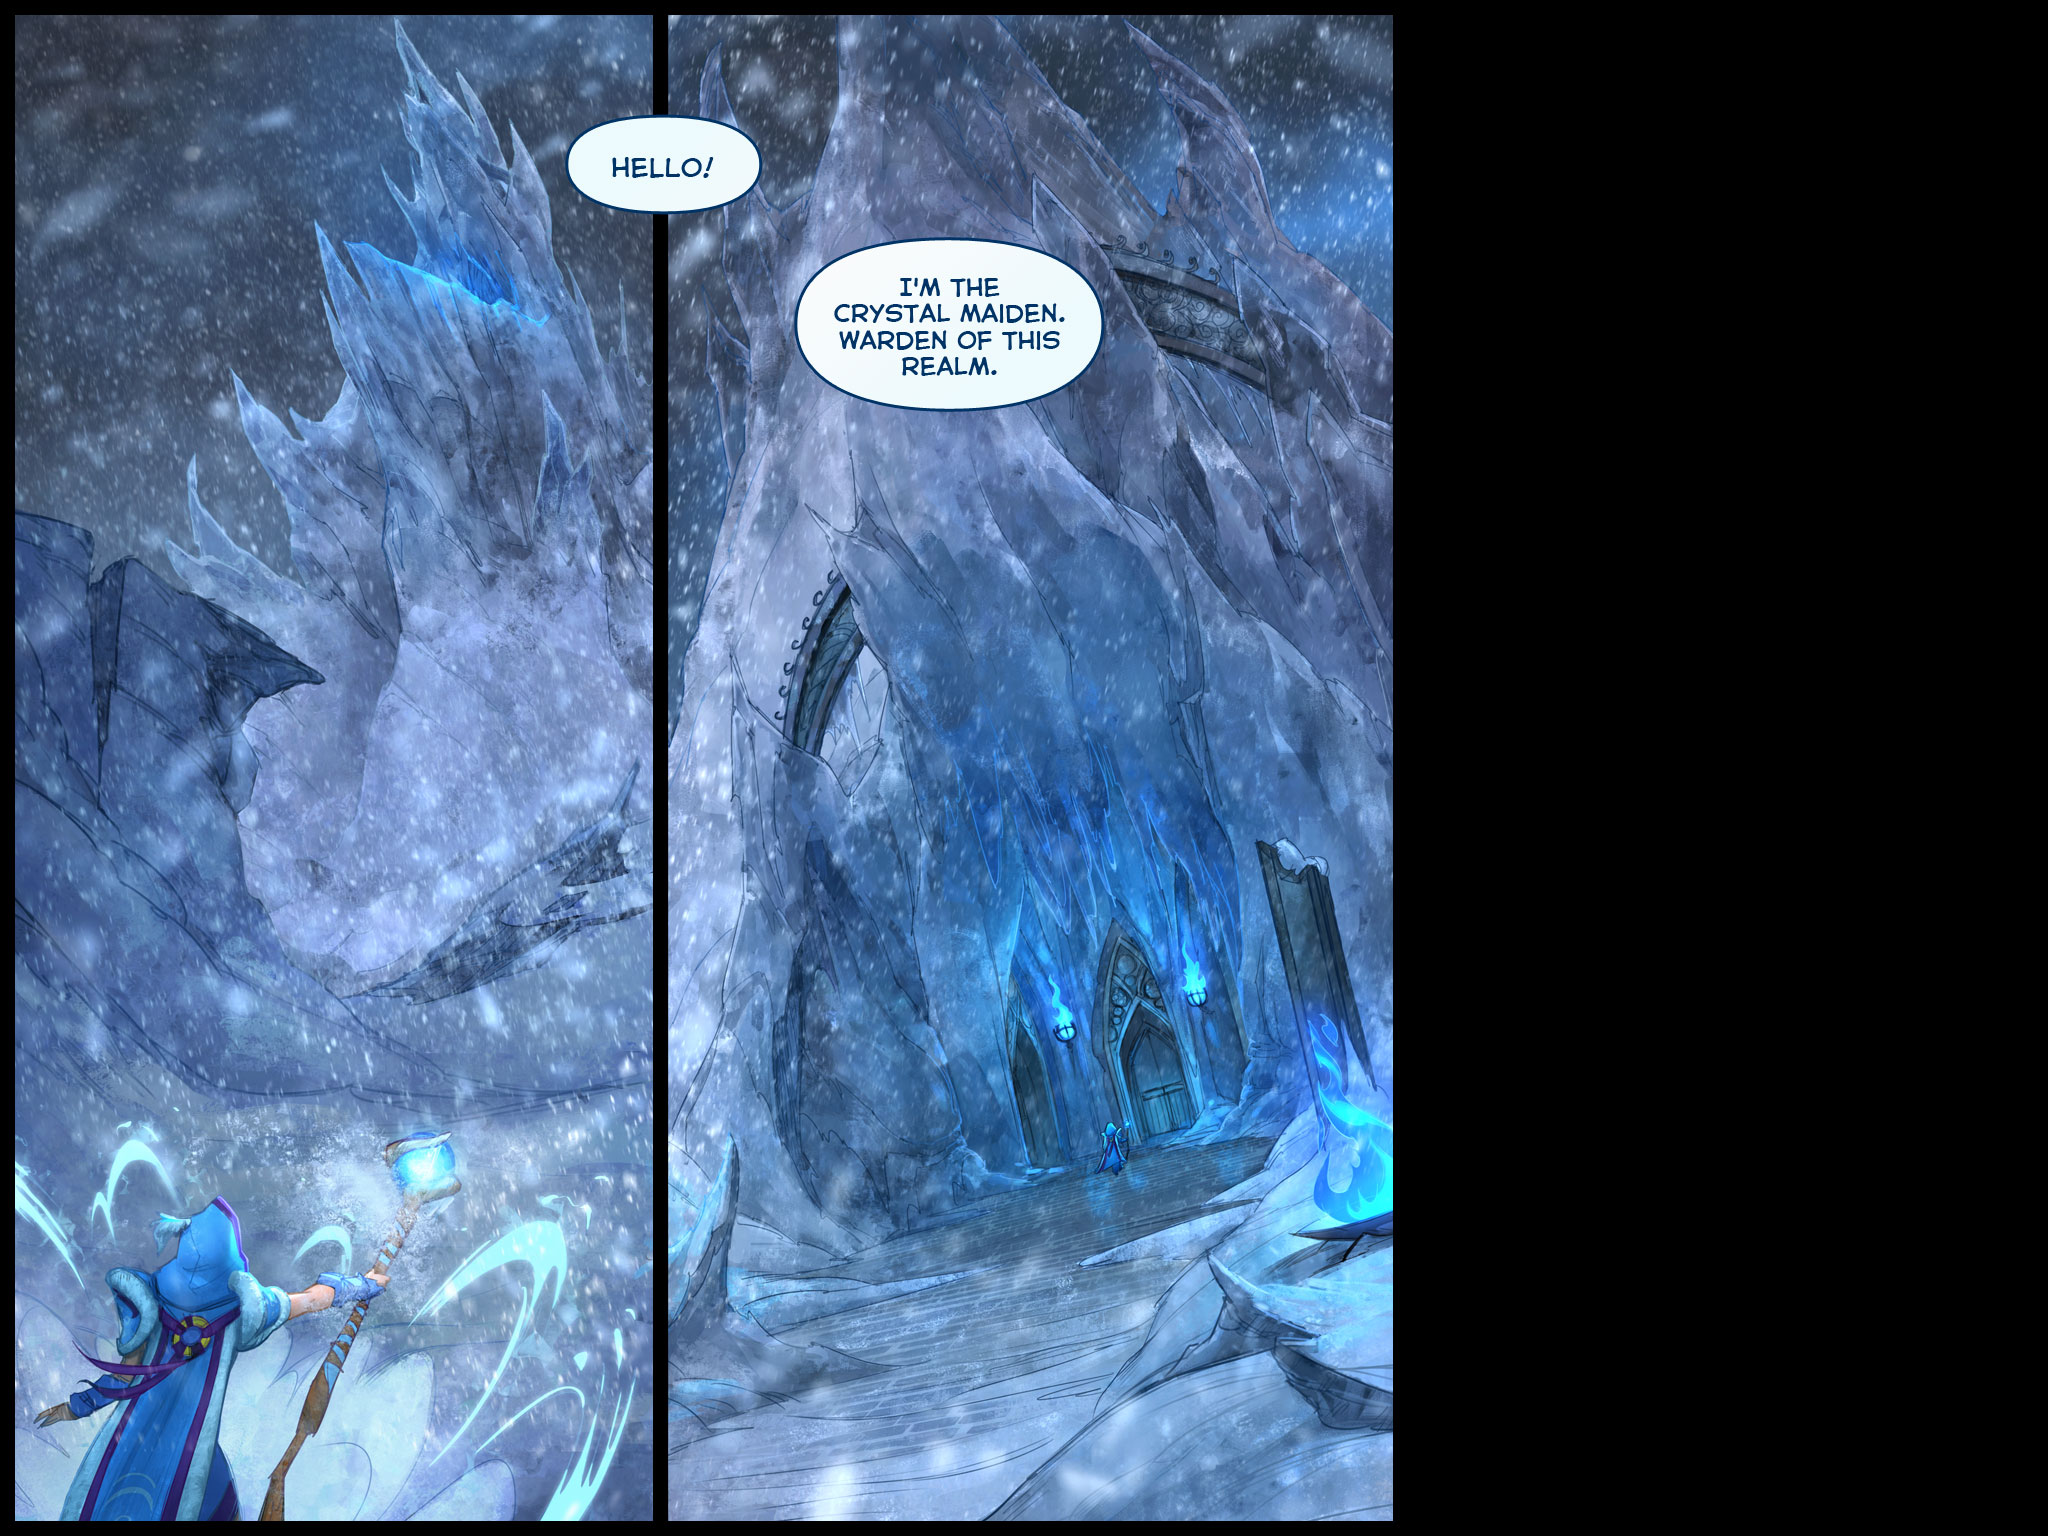 HELLO!
I'M THE
CRYSTAL MAIDEN.
WARDEN OF THIS
REALM.